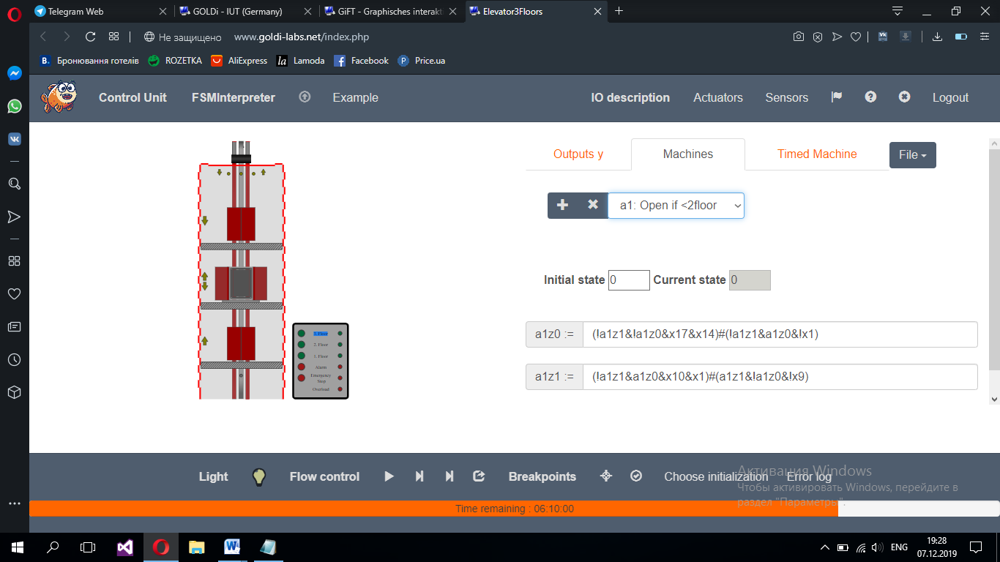 Telegram Web
GOLDi - IUT (Germany)
GiFT - Graphisches interakt
Elevator3Floors
Не защищено
www.goldi-labs.net/index.php
Бронювання готелів
ROZETKA
AliExpress
Lamoda
Facebook
Price.ua
Control Unit
FSMInterpreter
Example
IO description
Actuators
Sensors
Logout
Outputs y
Machines
Timed Machine
File
a1: Open if <2floor
Initial state 0 Current state 0
a1z0 := (!a1z1&!a1z0&x17&x14)#(!a1z1&a1z0&!x1)
a1z1 := (!a1z1&a1z0&x10&x1)#(a1z1&!a1z0&!x9)
3. Floor
2. Floor
1. Floor
Alarm
Emergency
Stop
Overload
Light
Flow control
Breakpoints
Choose initialization
Error log
Активация Windows
Чтобы активировать Windows, перейдите в
раздел "Параметры".
Time remaining : 06:10:00
ENG
19:28
07.12.2019